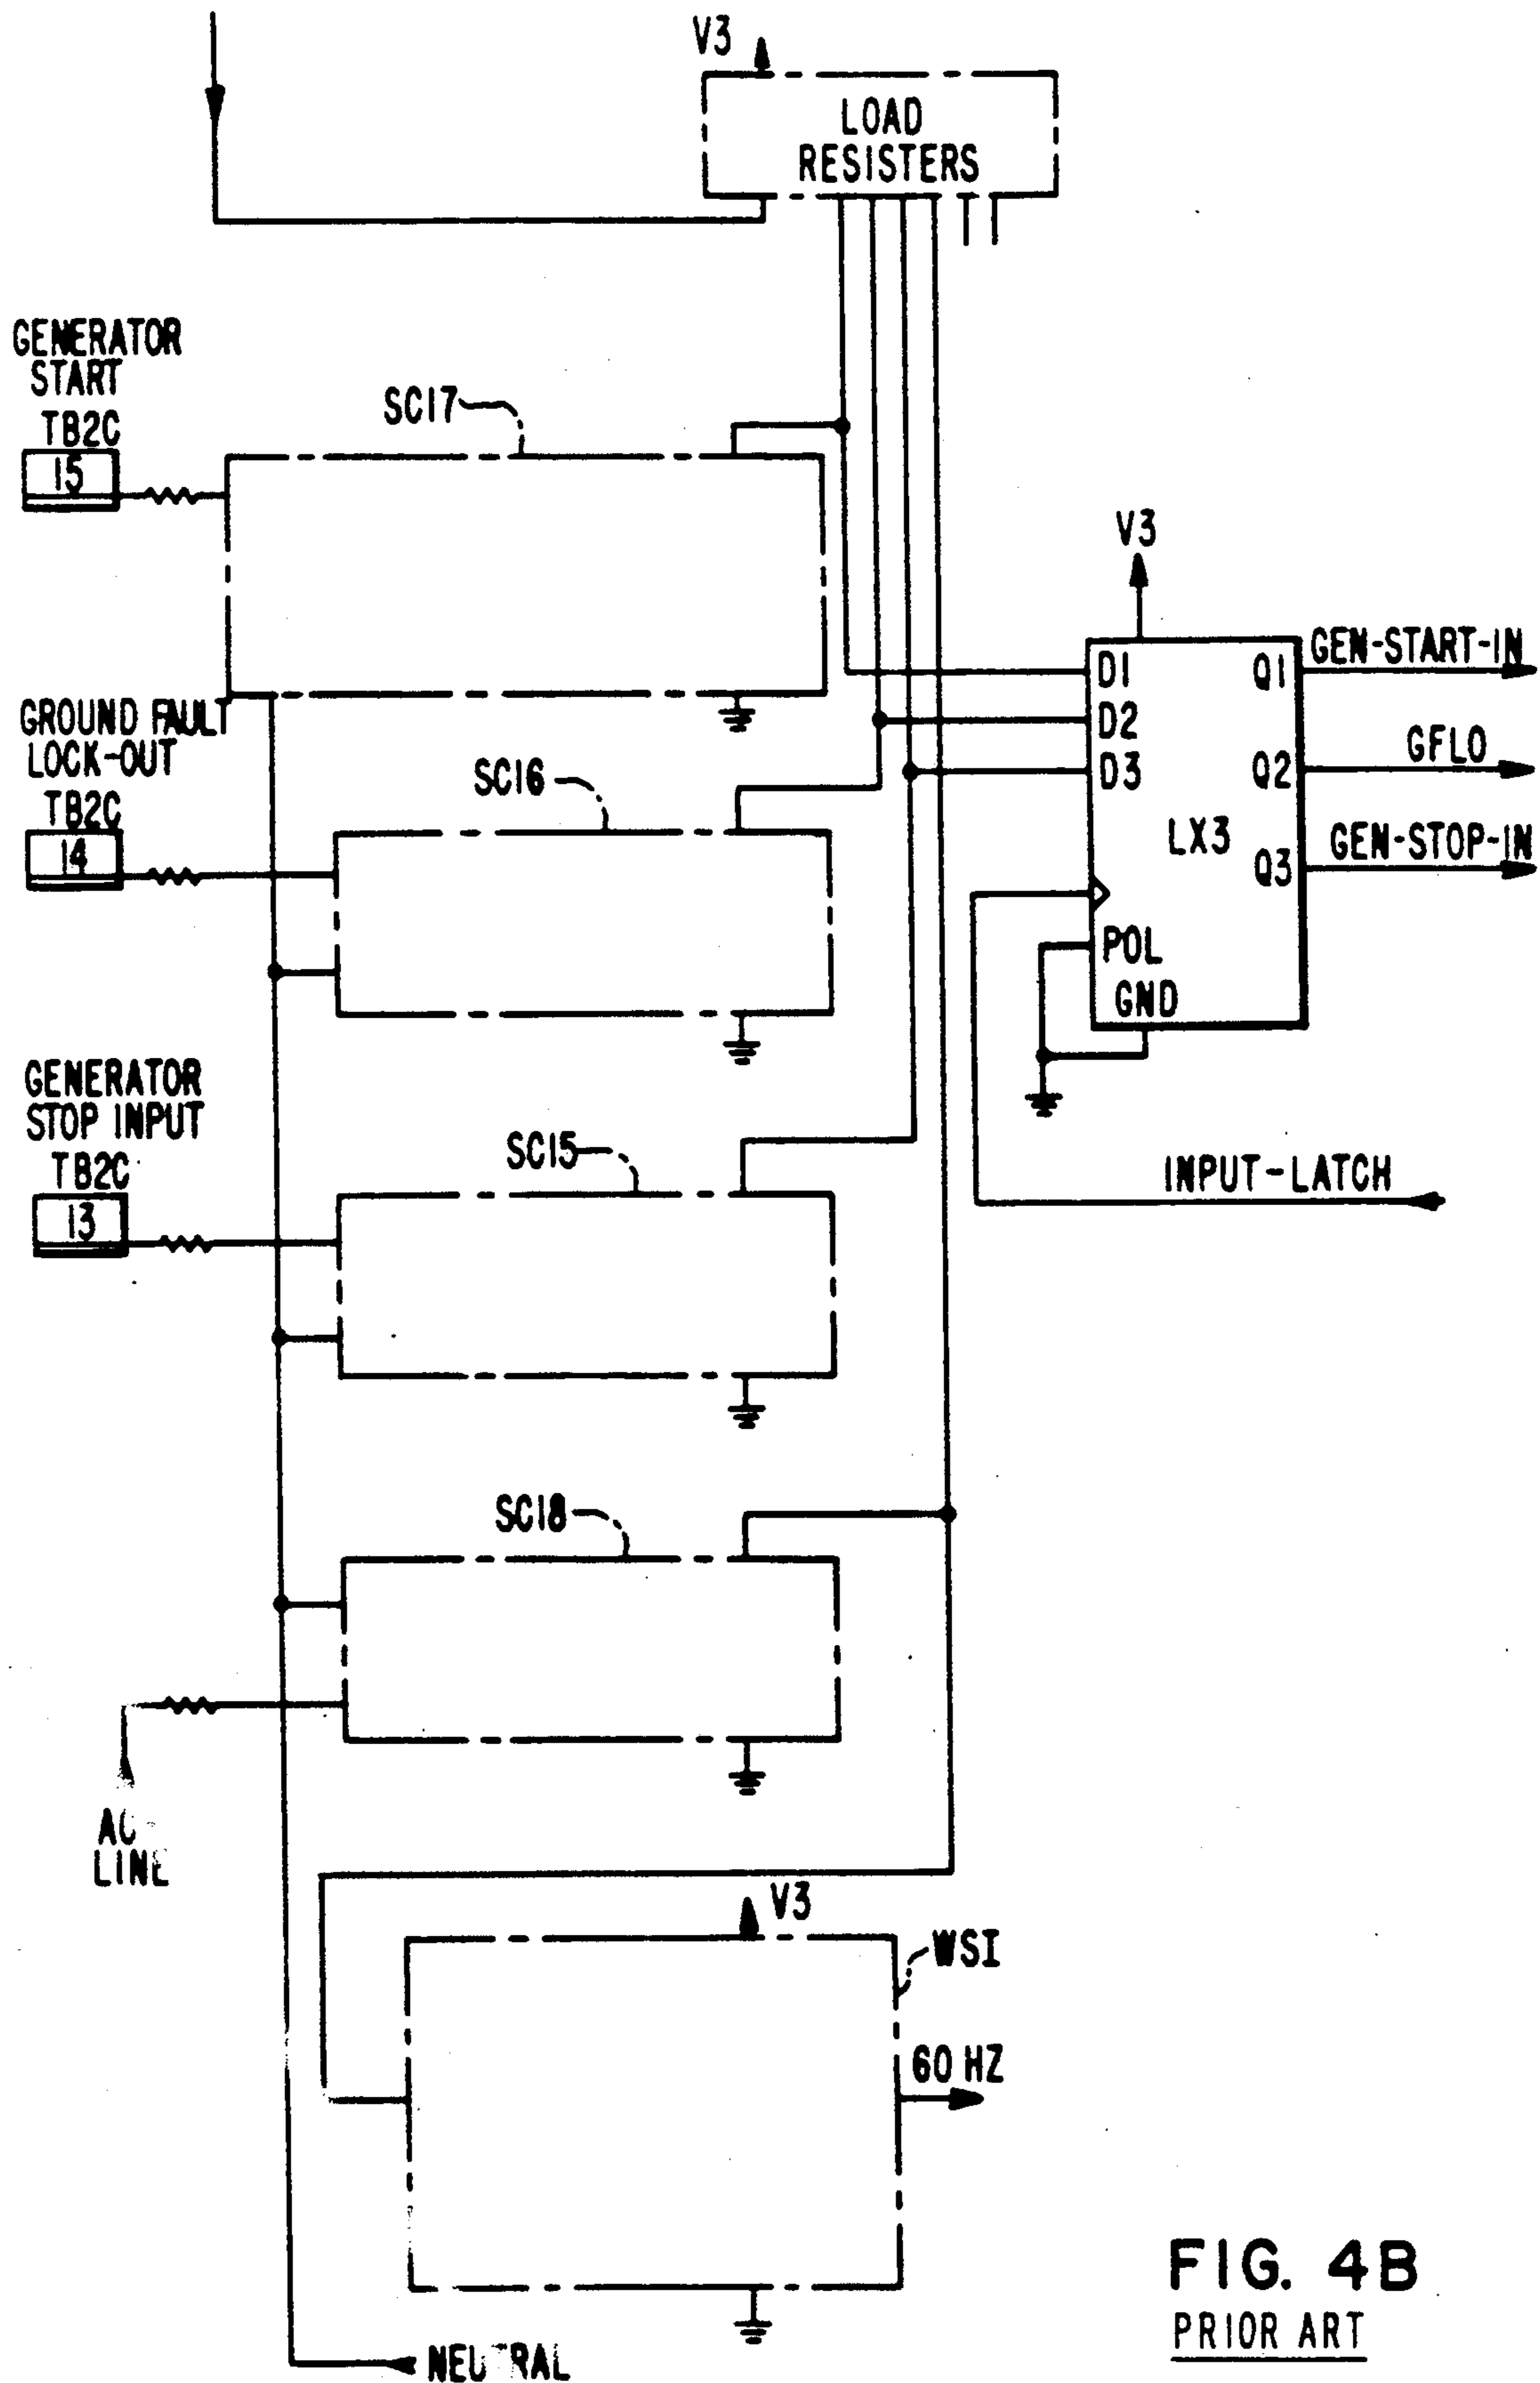 V3
LOAD
RESISTERS
GENERATOR
START
TB2C
15
SC17
V3
D1
Q1
GEN-START-IN
GROUND FAULT
LOCK-OUT
TB2C
14
SC16
D2
D3
Q2
GFLO
LX3
Q3
GEN-STOP-IN
POL
GND
GENERATOR
STOP INPUT
TB2C
13
SC15
INPUT-LATCH
SC18
AC
LINE
V3
WSI
60 HZ
NEUTRAL
FIG. 4B
PRIOR ART